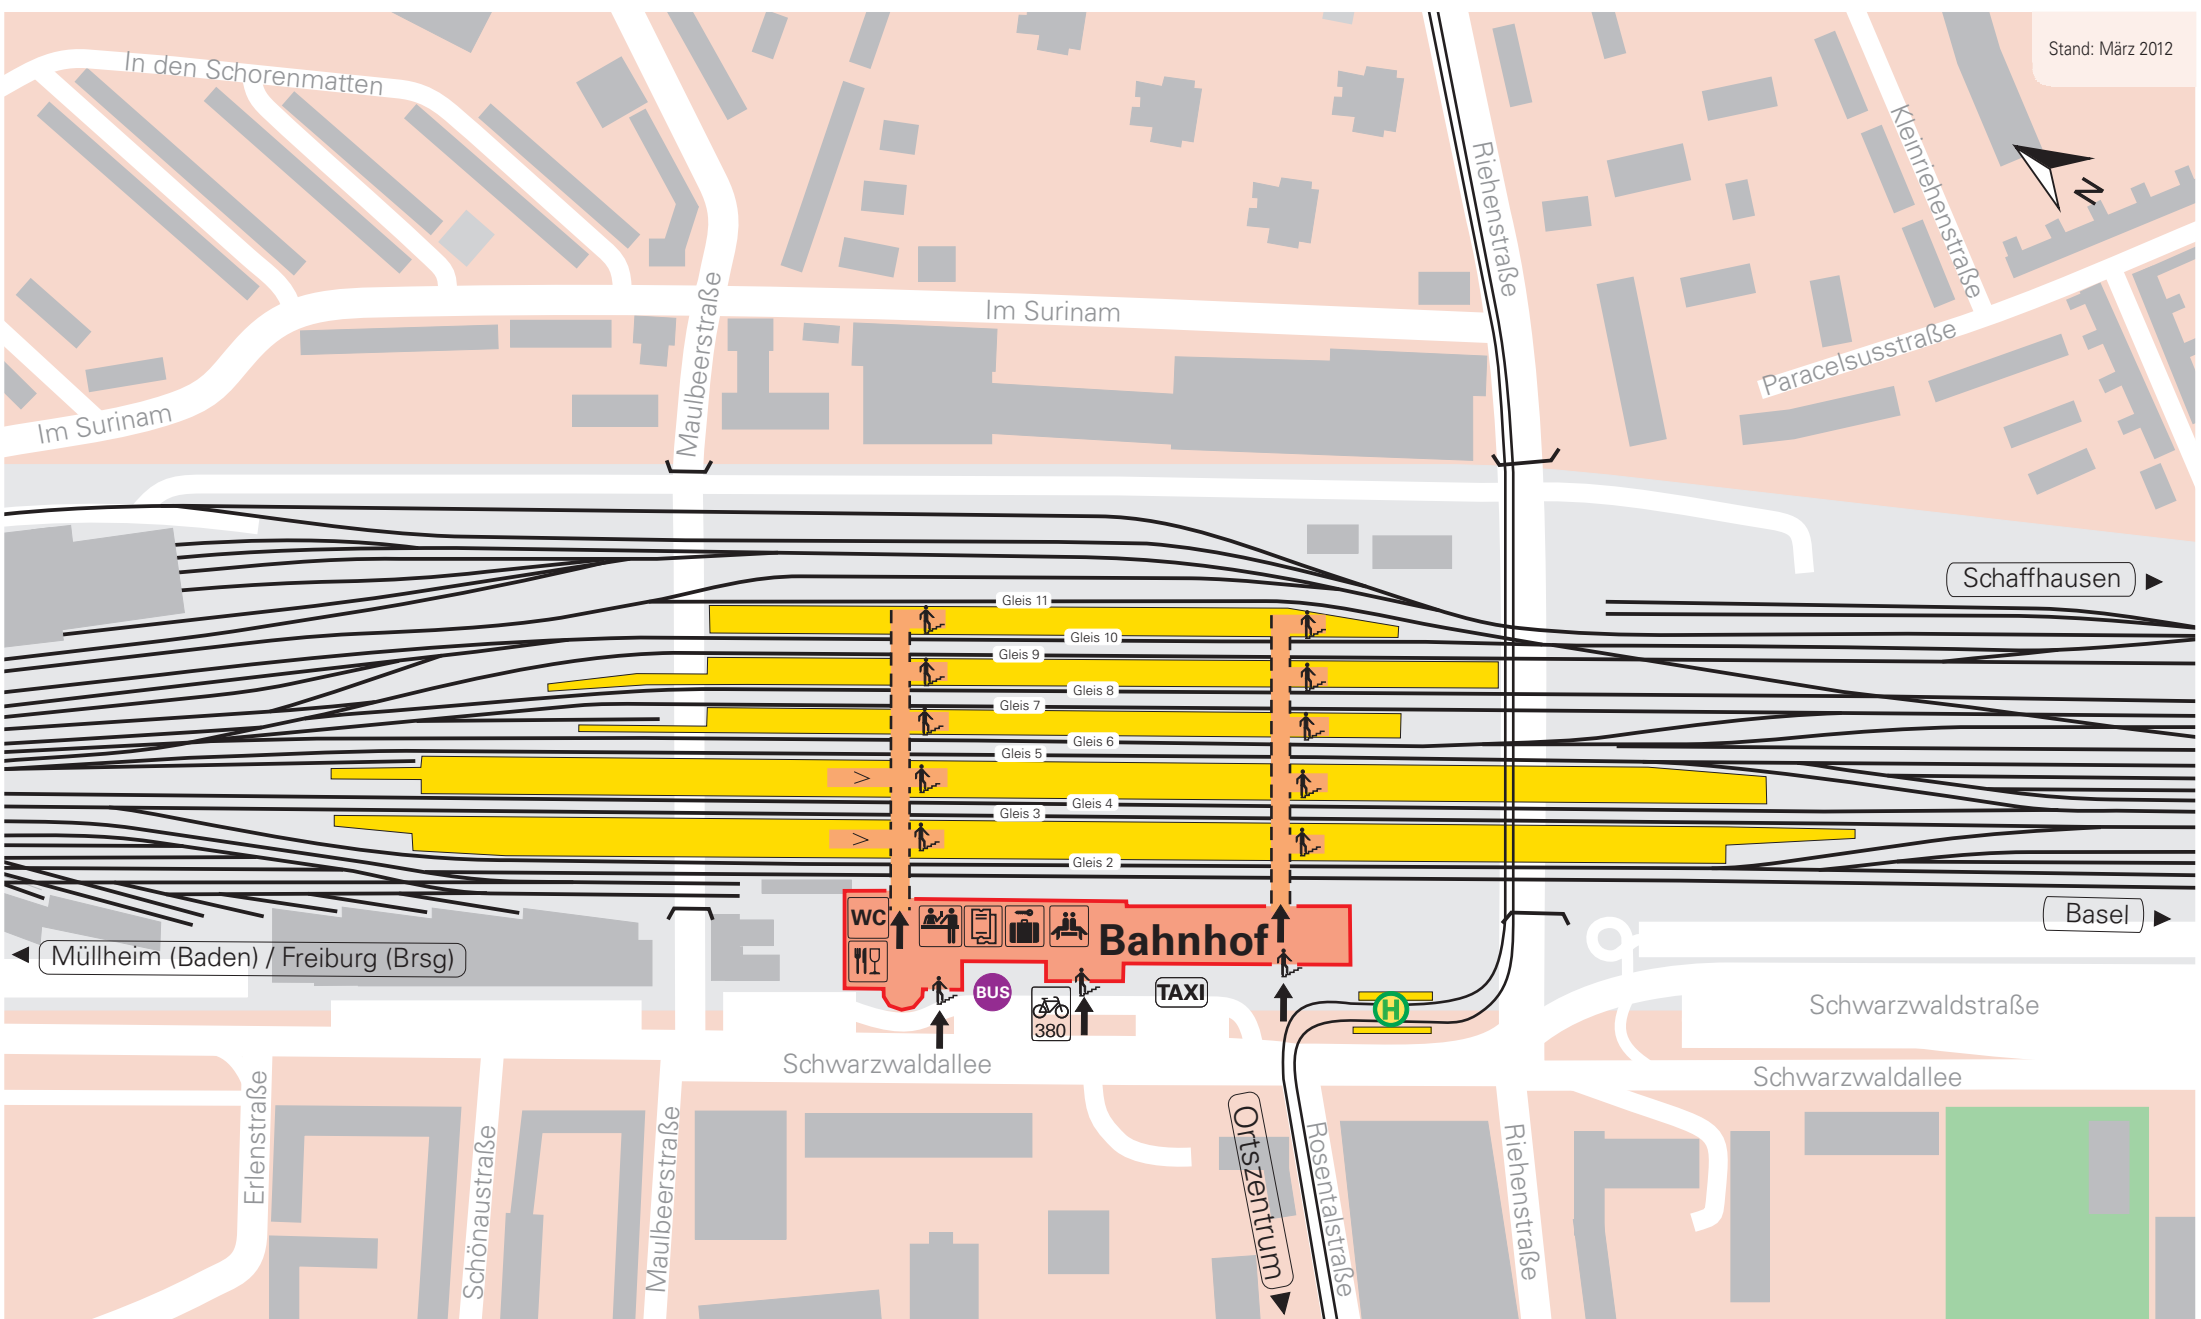 Stand: März 2012
In den Schorenmatten
Riehenstraße
Kleinriehenstraße
Maulbeerstraße
Im Surinam
Paracelsusstraße
Im Surinam
Schaffhausen
Gleis 11
Gleis 10
Gleis 9
Gleis 8
Gleis 7
Gleis 6
Gleis 5
Gleis 4
Gleis 3
Gleis 2
WC
Bahnhof
Basel
Müllheim (Baden) / Freiburg (Brsg)
BUS
TAXI
380
H
Schwarzwaldstraße
Schwarzwaldallee
Schwarzwaldallee
Erlenstraße
Schönaustraße
Maulbeerstraße
Ortszentrum
Rosentalstraße
Riehenstraße
N